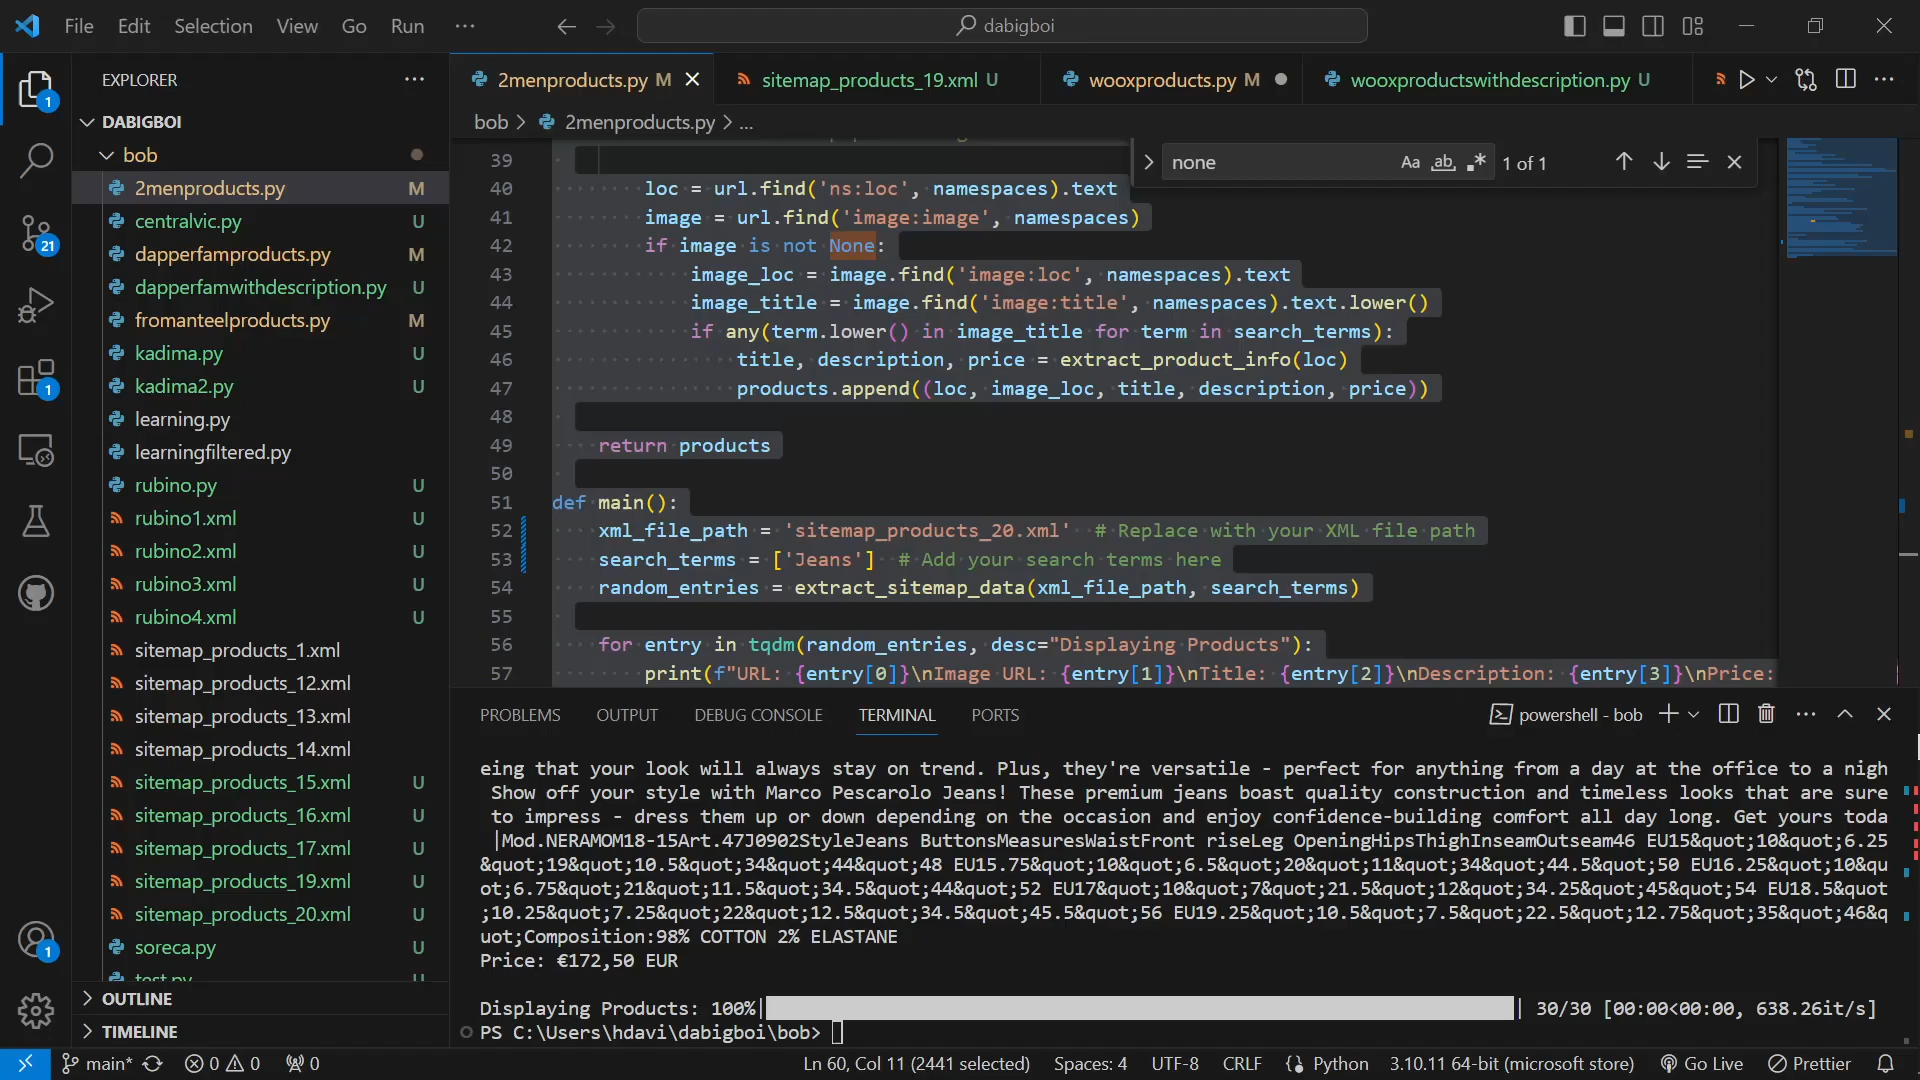 File Edit Selection View Go Run ··· dabigboi
EXPLORER ···
DABIGBOI
bob
2menproducts.py M
centralvic.py U
dapperfamproducts.py M
dapperfamwithdescription.py U
fromanteelproducts.py M
kadima.py U
kadima2.py U
learning.py
learningfiltered.py
rubino.py U
rubino1.xml U
rubino2.xml U
rubino3.xml U
rubino4.xml U
sitemap_products_1.xml
sitemap_products_12.xml
sitemap_products_13.xml
sitemap_products_14.xml
sitemap_products_15.xml U
sitemap_products_16.xml U
sitemap_products_17.xml U
sitemap_products_19.xml U
sitemap_products_20.xml U
soreca.py U
test.py U
OUTLINE
TIMELINE
1
21
1
1
2menproducts.py M sitemap_products_19.xml U wooxproducts.py M wooxproductswithdescription.py U
bob > 2menproducts.py > ...
none Aa ab 1 of 1
39
40 loc = url.find('ns:loc', namespaces).text
41 image = url.find('image:image', namespaces)
42 if image is not None:
43 image_loc = image.find('image:loc', namespaces).text
44 image_title = image.find('image:title', namespaces).text.lower()
45 if any(term.lower() in image_title for term in search_terms):
46 title, description, price = extract_product_info(loc)
47 products.append((loc, image_loc, title, description, price))
48
49 return products
50
51 def main():
52 xml_file_path = 'sitemap_products_20.xml' # Replace with your XML file path
53 search_terms = ['Jeans'] # Add your search terms here
54 random_entries = extract_sitemap_data(xml_file_path, search_terms)
55
56 for entry in tqdm(random_entries, desc="Displaying Products"):
57 print(f"URL: {entry[0]}\nImage URL: {entry[1]}\nTitle: {entry[2]}\nDescription: {entry[3]}\nPrice:
PROBLEMS OUTPUT DEBUG CONSOLE TERMINAL PORTS powershell - bob
eing that your look will always stay on trend. Plus, they're versatile - perfect for anything from a day at the office to a nigh
Show off your style with Marco Pescarolo Jeans! These premium jeans boast quality construction and timeless looks that are sure
to impress - dress them up or down depending on the occasion and enjoy confidence-building comfort all day long. Get yours toda
|Mod.NERAMOM18-15Art.47J0902StyleJeans ButtonsMeasuresWaistFront riseLeg OpeningHipsThighInseamOutseam46 EU15&quot;10&quot;6.25
&quot;19&quot;10.5&quot;34&quot;44&quot;48 EU15.75&quot;10&quot;6.5&quot;20&quot;11&quot;34&quot;44.5&quot;50 EU16.25&quot;10&qu
ot;6.75&quot;21&quot;11.5&quot;34.5&quot;44&quot;52 EU17&quot;10&quot;7&quot;21.5&quot;12&quot;34.25&quot;45&quot;54 EU18.5&quot
;10.25&quot;7.25&quot;22&quot;12.5&quot;34.5&quot;45.5&quot;56 EU19.25&quot;10.5&quot;7.5&quot;22.5&quot;12.75&quot;35&quot;46&q
uot;Composition:98% COTTON 2% ELASTANE
Price: €172,50 EUR
Displaying Products: 100%| | 30/30 [00:00<00:00, 638.26it/s]
PS C:\Users\hdavi\dabigboi\bob>
main* 0 0 0 Ln 60, Col 11 (2441 selected) Spaces: 4 UTF-8 CRLF Python 3.10.11 64-bit (microsoft store) Go Live Prettier